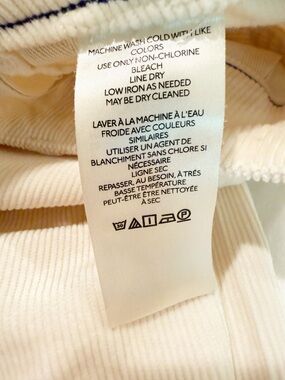 MACHINE WASH COLD WITH LIKE
COLORS
USE ONLY NON-CHLORINE
BLEACH
LINE DRY
LOW IRON AS NEEDED
MAY BE DRY CLEANED
LAVER À LA MACHINE À L'EAU
FROIDE AVEC COULEURS
SIMILAIRES
UTILISER UN AGENT DE
BLANCHIMENT SANS CHLORE SI
NÉCESSAIRE
LIGNE SEC
REPASSER, AU BESOIN, À TRÈS
BASSE TEMPÉRATURE
PEUT-ÊTRE ÊTRE NETTOYÉE
À SEC